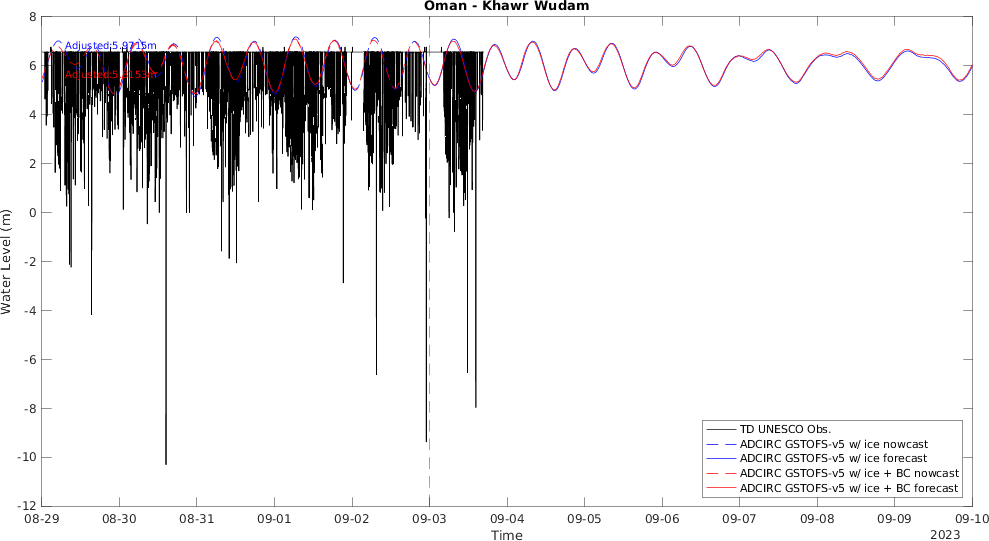 Oman - Khawr Wudam
8
6
4
2
0
-2
-4
-6
-8
-10
-12
Water Level (m)
Adjusted:5.9715m
TD UNESCO Obs.
ADCIRC GSTOFS-v5 w/ ice nowcast
ADCIRC GSTOFS-v5 w/ ice forecast
ADCIRC GSTOFS-v5 w/ ice + BC nowcast
ADCIRC GSTOFS-v5 w/ ice + BC forecast
08-29 08-30 08-31 09-01 09-02 09-03 09-04 09-05 09-06 09-07 09-08 09-09 09-10
Time
2023